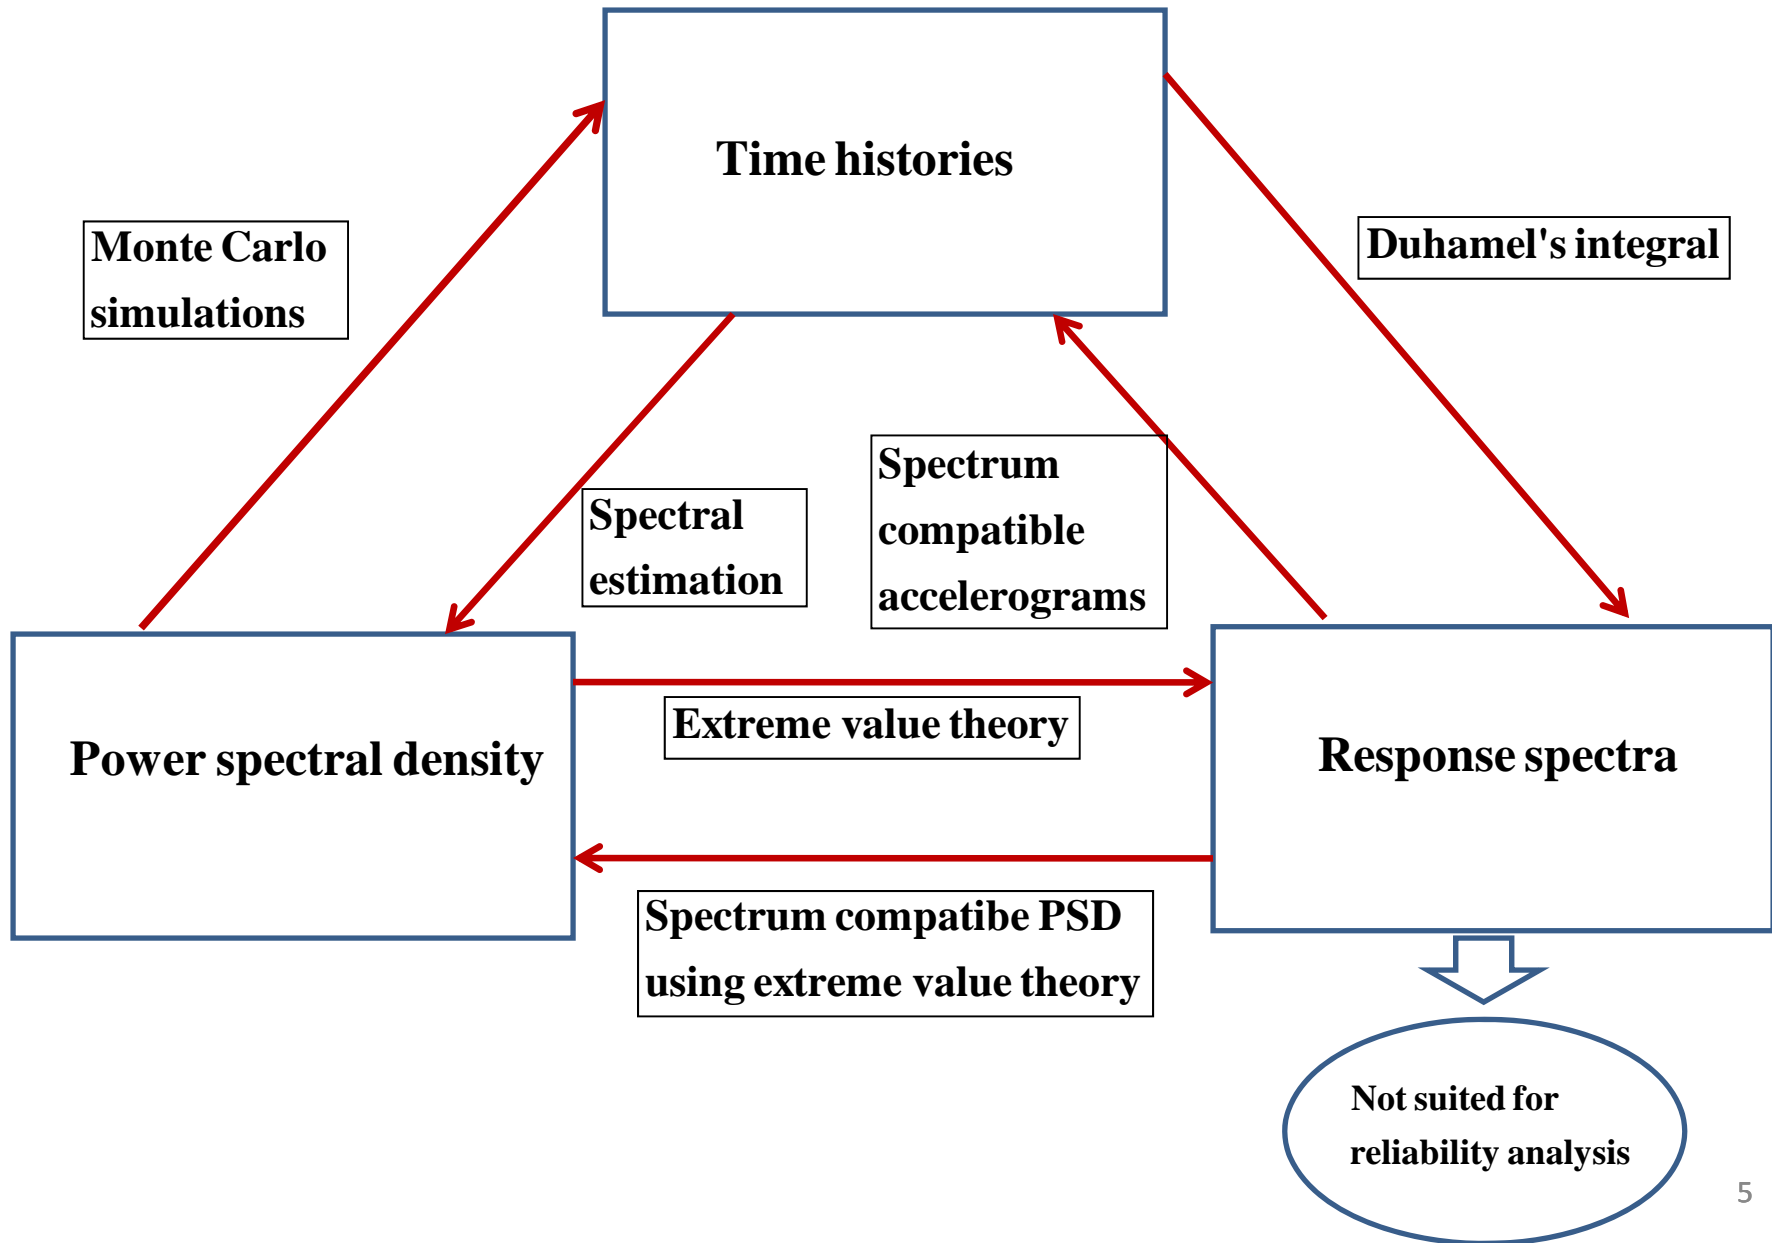 Time histories
Monte Carlo
simulations
Duhamel's integral
Spectral
estimation
Spectrum
compatible
accelerograms
Power spectral density
Extreme value theory
Response spectra
Spectrum compatibe PSD
using extreme value theory
Not suited for
reliability analysis
5